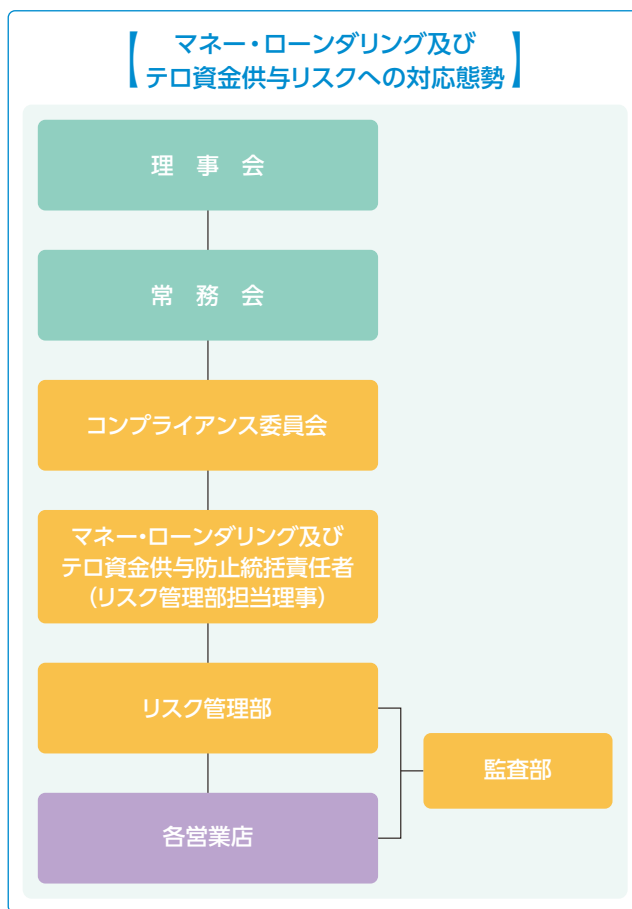 【マネー・ローンダリング及び
テロ資金供与リスクへの対応態勢】
理　事　会
常　務　会
コンプライアンス委員会
マネー・ローンダリング及び
テロ資金供与防止統括責任者
（リスク管理部担当理事）
リスク管理部
監査部
各営業店